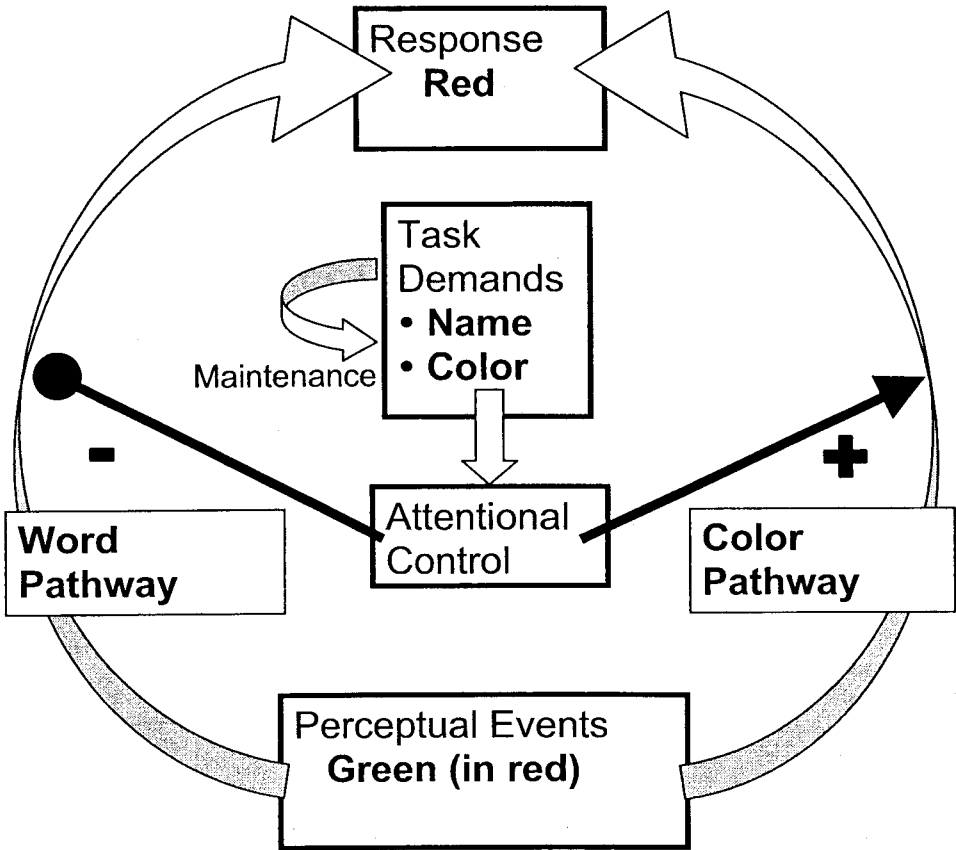 Response
Red
Task
Demands
• Name
• Color
Maintenance
-
+
Attentional
Control
Word
Pathway
Color
Pathway
Perceptual Events
Green (in red)